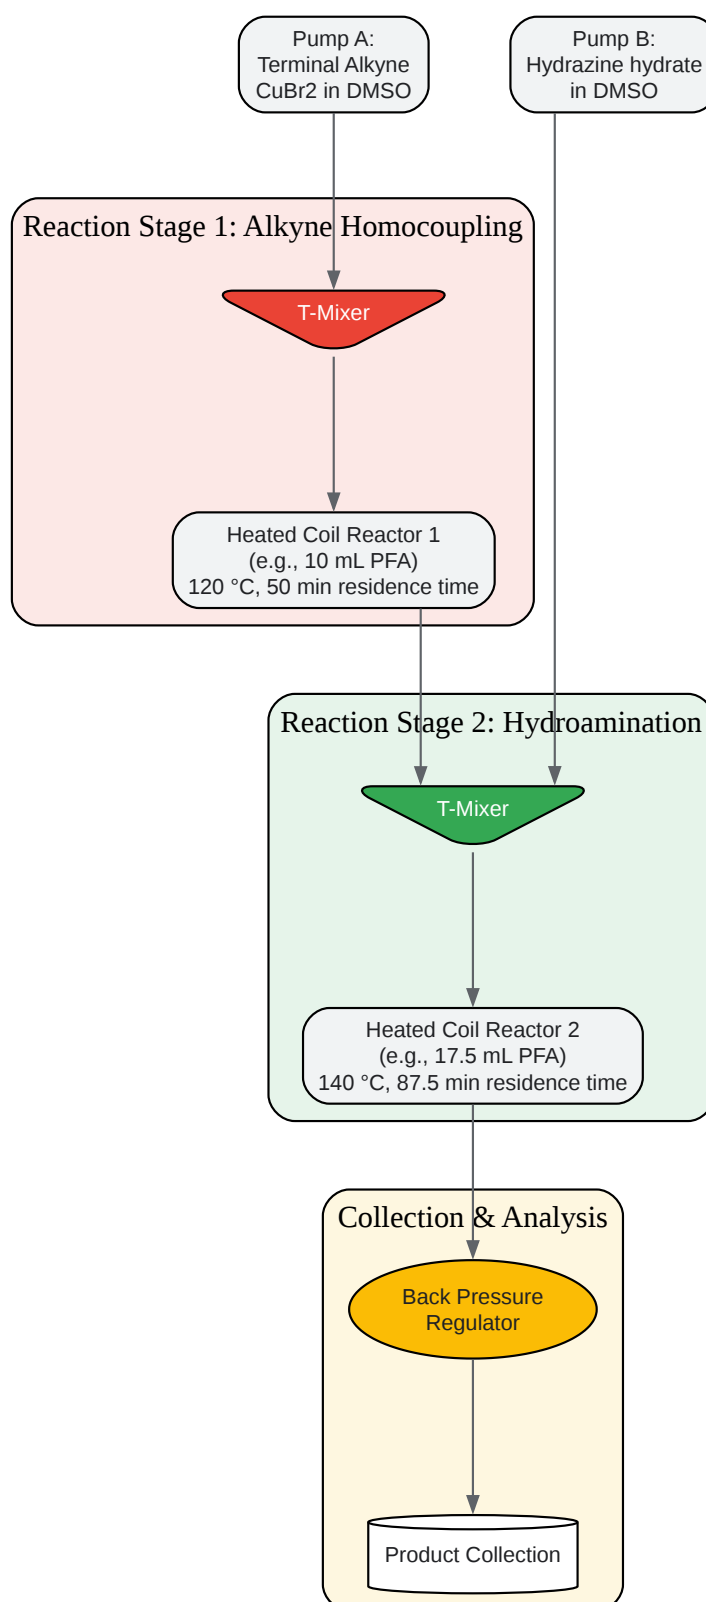 Pump A:
Terminal Alkyne
CuBr2 in DMSO
Pump B:
Hydrazine hydrate
in DMSO
Reaction Stage 1: Alkyne Homocoupling
T-Mixer
Heated Coil Reactor 1
(e.g., 10 mL PFA)
120 °C, 50 min residence time
Reaction Stage 2: Hydroamination
T-Mixer
Heated Coil Reactor 2
(e.g., 17.5 mL PFA)
140 °C, 87.5 min residence time
Collection & Analysis
Back Pressure
Regulator
Product Collection